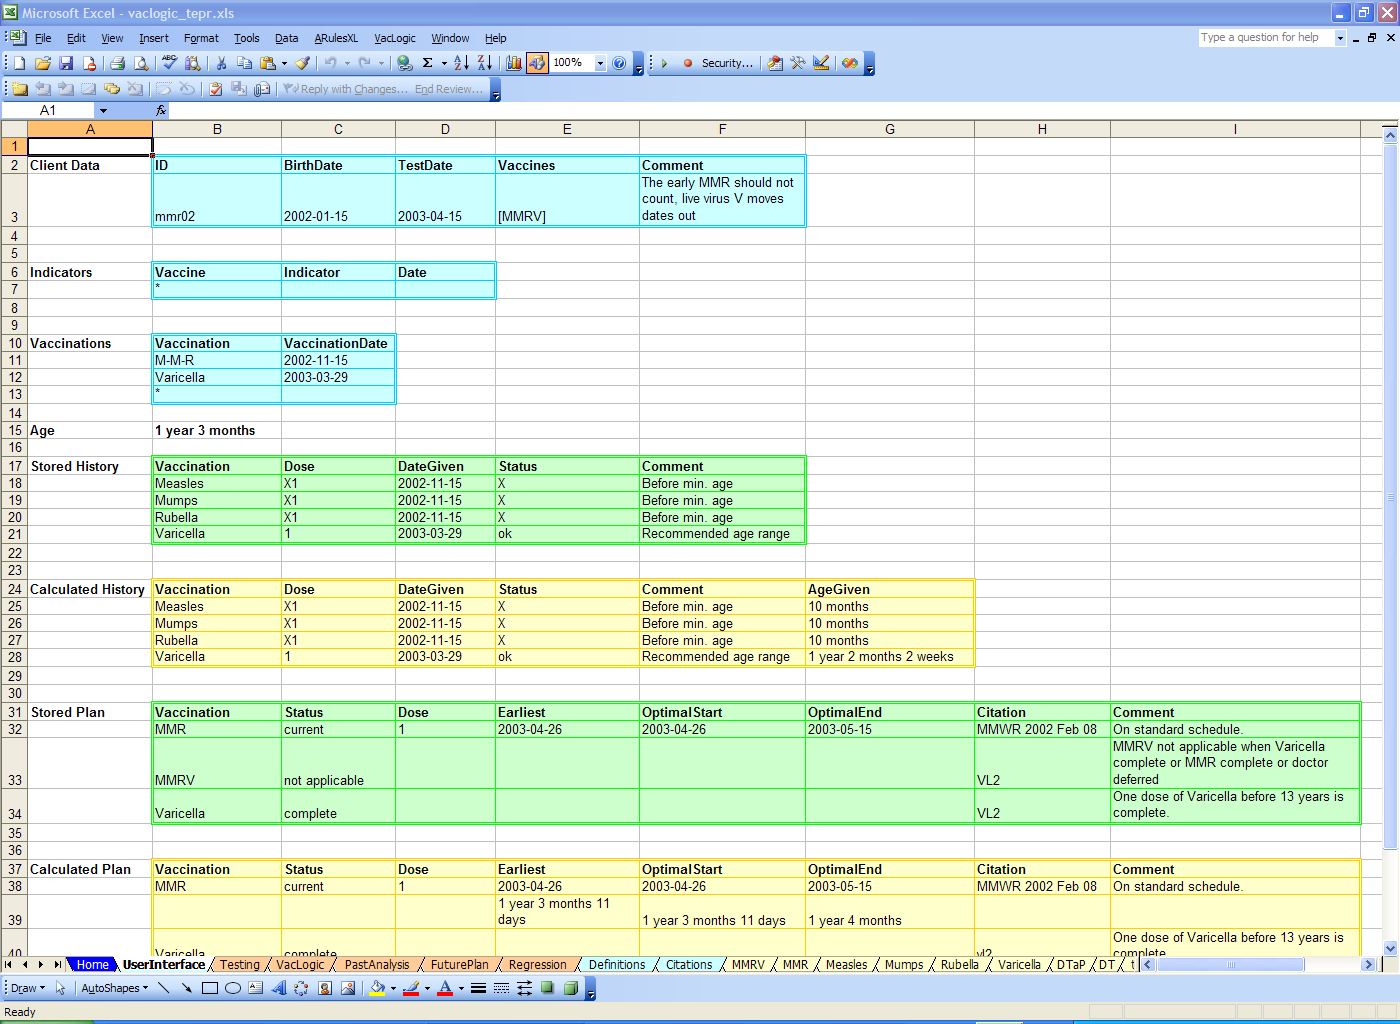 Microsoft Excel - vaclogic_tepr.xls
File Edit View Insert Format Tools Data ARulesXL VacLogic Window Help Type a question for help
100% Security...
Reply with Changes... End Review...
A1 fx
A B C D E F G H I
1
2 Client Data ID BirthDate TestDate Vaccines Comment
The early MMR should not
count, live virus V moves
3 mmr02 2002-01-15 2003-04-15 [MMRV] dates out
4
5
6 Indicators Vaccine Indicator Date
7 *
8
9
10 Vaccinations Vaccination VaccinationDate
11 M-M-R 2002-11-15
12 Varicella 2003-03-29
13 *
14
15 Age 1 year 3 months
16
17 Stored History Vaccination Dose DateGiven Status Comment
18 Measles X1 2002-11-15 X Before min. age
19 Mumps X1 2002-11-15 X Before min. age
20 Rubella X1 2002-11-15 X Before min. age
21 Varicella 1 2003-03-29 ok Recommended age range
22
23
24 Calculated History Vaccination Dose DateGiven Status Comment AgeGiven
25 Measles X1 2002-11-15 X Before min. age 10 months
26 Mumps X1 2002-11-15 X Before min. age 10 months
27 Rubella X1 2002-11-15 X Before min. age 10 months
28 Varicella 1 2003-03-29 ok Recommended age range 1 year 2 months 2 weeks
29
30
31 Stored Plan Vaccination Status Dose Earliest OptimalStart OptimalEnd Citation Comment
32 MMR current 1 2003-04-26 2003-04-26 2003-05-15 MMWR 2002 Feb 08 On standard schedule.
MMRV not applicable when Varicella
complete or MMR complete or doctor
33 MMRV not applicable VL2 deferred
One dose of Varicella before 13 years is
34 Varicella complete VL2 complete.
35
36
37 Calculated Plan Vaccination Status Dose Earliest OptimalStart OptimalEnd Citation Comment
38 MMR current 1 2003-04-26 2003-04-26 2003-05-15 MMWR 2002 Feb 08 On standard schedule.
1 year 3 months 11
39 days 1 year 3 months 11 days 1 year 4 months
One dose of Varicella before 13 years is
40 Varicella complete vl2 complete.
Home UserInterface Testing VacLogic PastAnalysis FuturePlan Regression Definitions Citations MMRV MMR Measles Mumps Rubella Varicella DTaP DT t
Draw AutoShapes
Ready